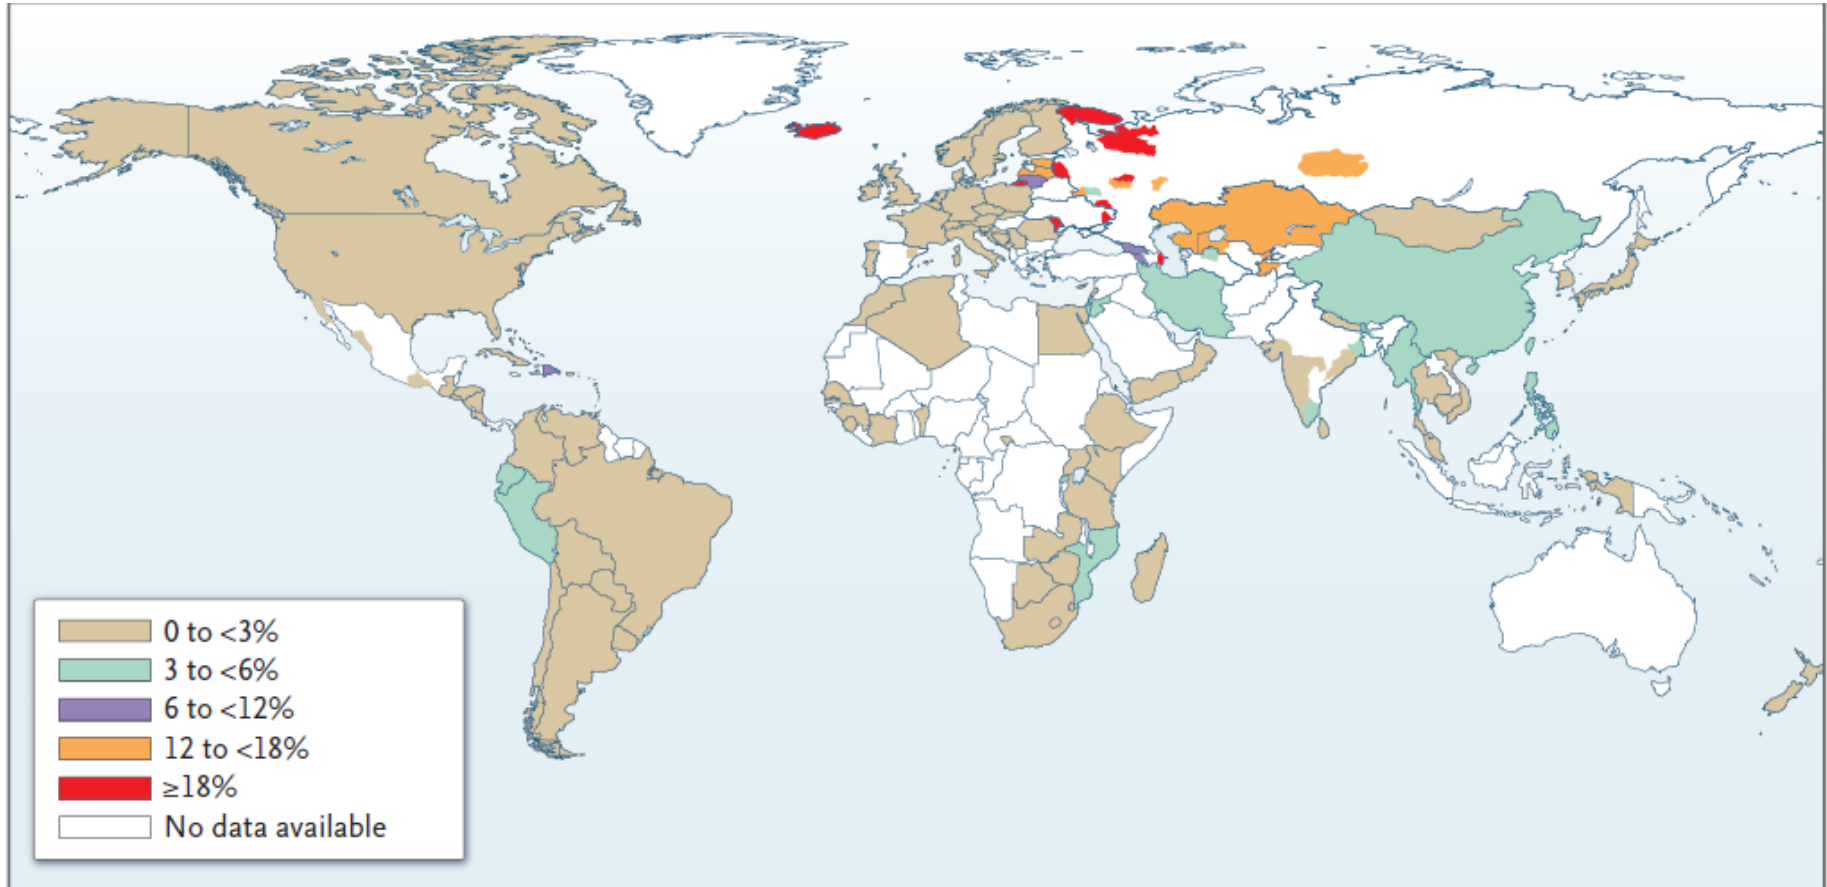 0 to <3%
3 to <6%
6 to <12%
12 to <18%
≥18%
No data available